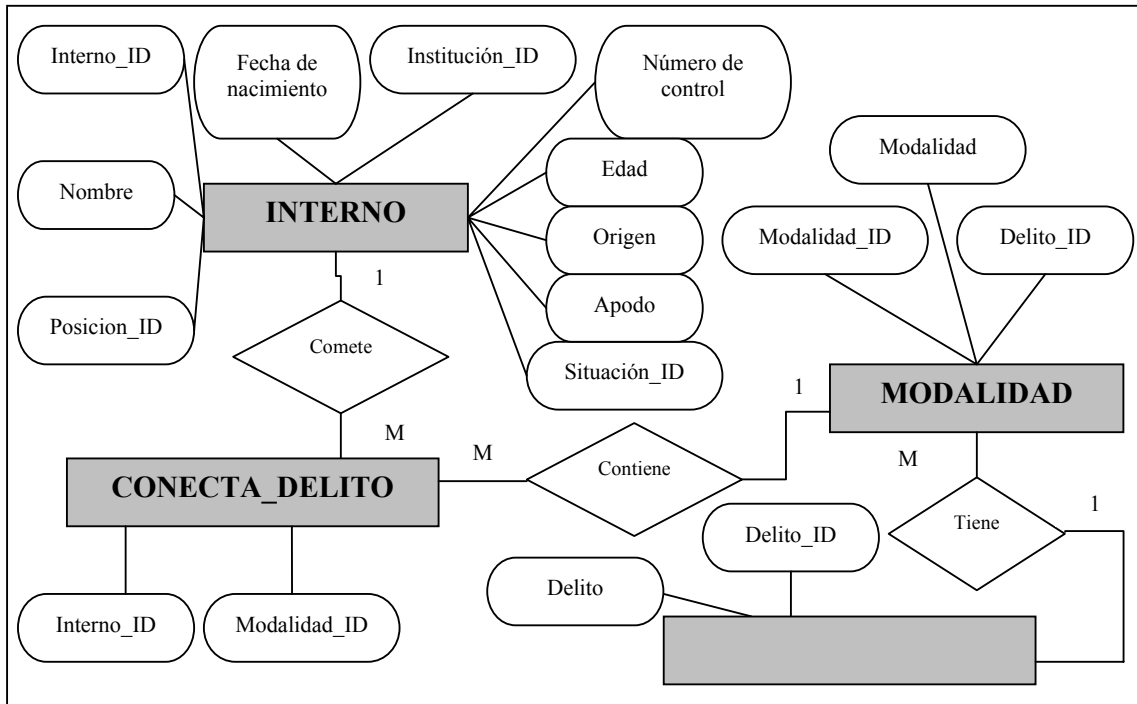 Interno_ID
Fecha de
nacimiento
Institución_ID
Número de
control
Nombre
INTERNO
Edad
Origen
Apodo
Situación_ID
Posicion_ID
1
Comete
M
Modalidad
Modalidad_ID
Delito_ID
MODALIDAD
1
M
Contiene
M
Tiene
1
CONECTA_DELITO
Interno_ID
Modalidad_ID
Delito_ID
Delito